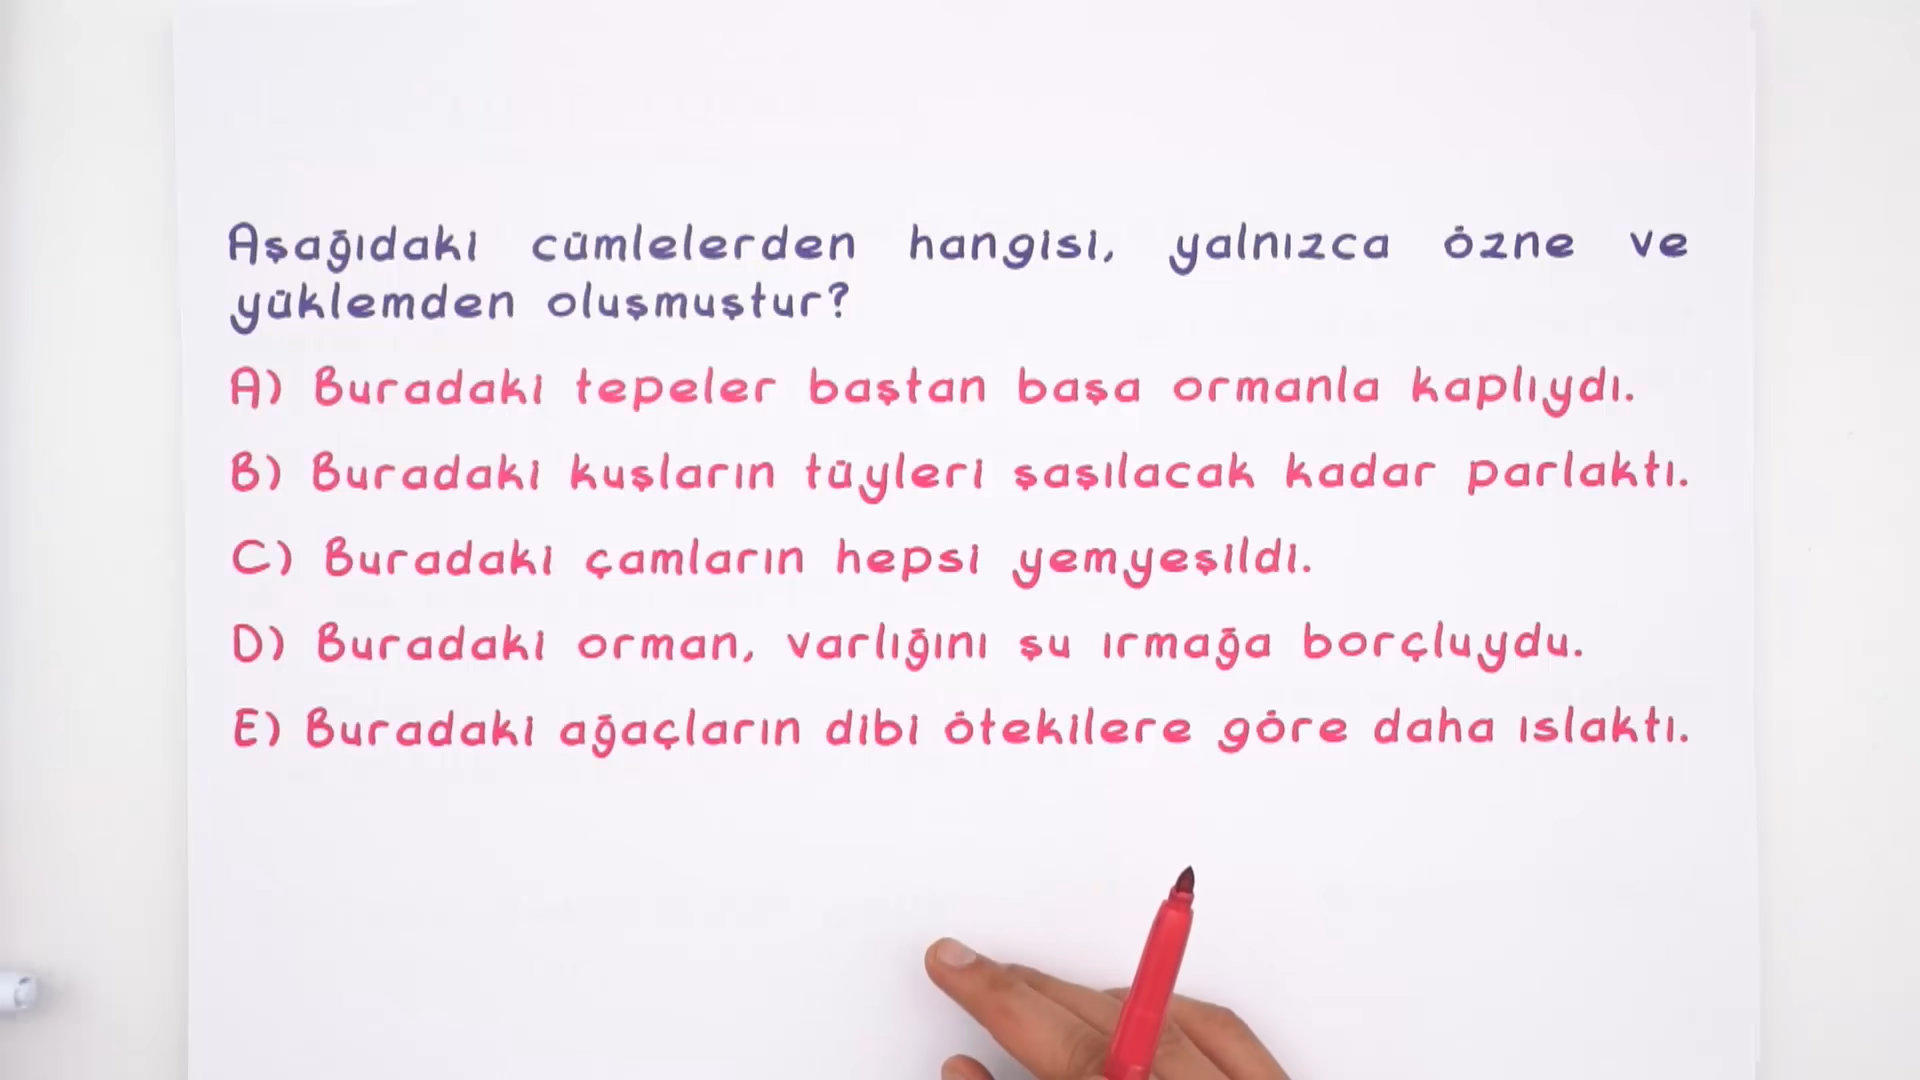 Aşağıdaki cümlelerden hangisi, yalnızca özne ve
yüklemden oluşmuştur?
A) Buradaki tepeler baştan başa ormanla kaplıydı.
B) Buradaki kuşların tüyleri şaşılacak kadar parlaktı.
C) Buradaki çamların hepsi yemyeşildi.
D) Buradaki orman, varlığını şu ırmağa borçluydu.
E) Buradaki ağaçların dibi ötekilere göre daha ıslaktı.